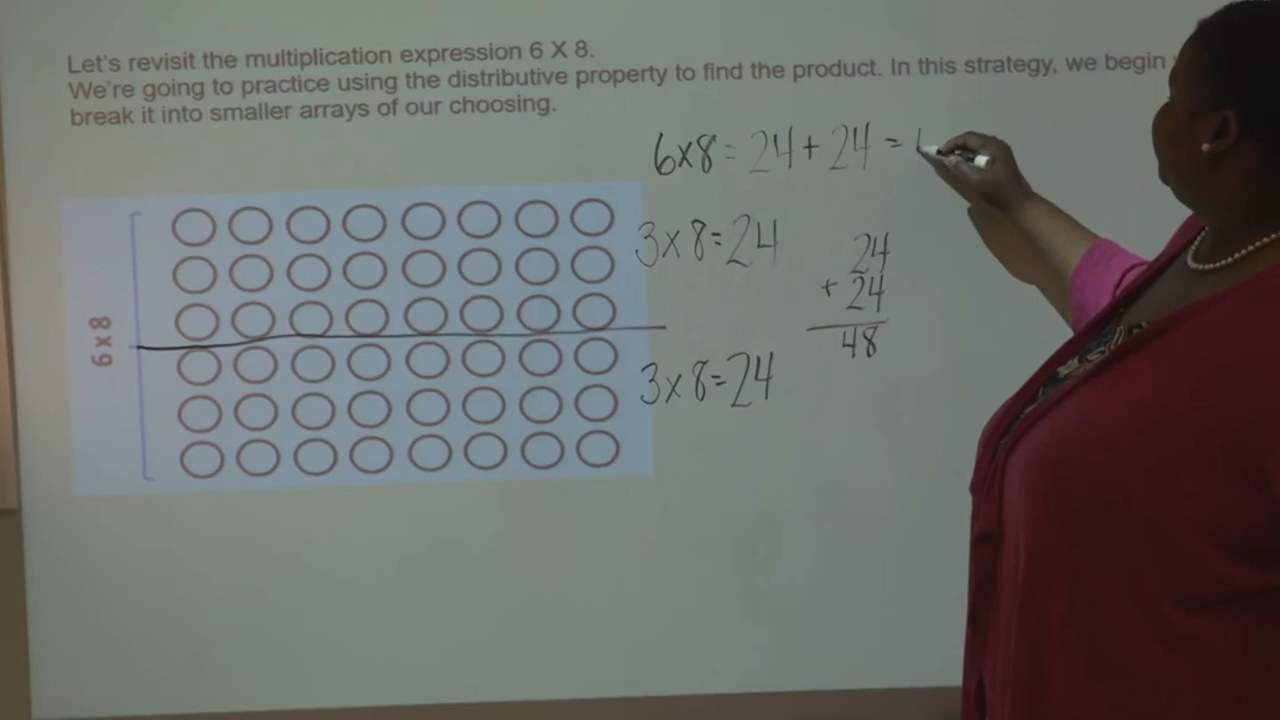 Let's revisit the multiplication expression 6 X 8.
We're going to practice using the distributive property to find the product. In this strategy, we begin
break it into smaller arrays of our choosing.
6x8 = 24 + 24 =
3x8=24
24
+ 24
48
8 x 6
3x8=24